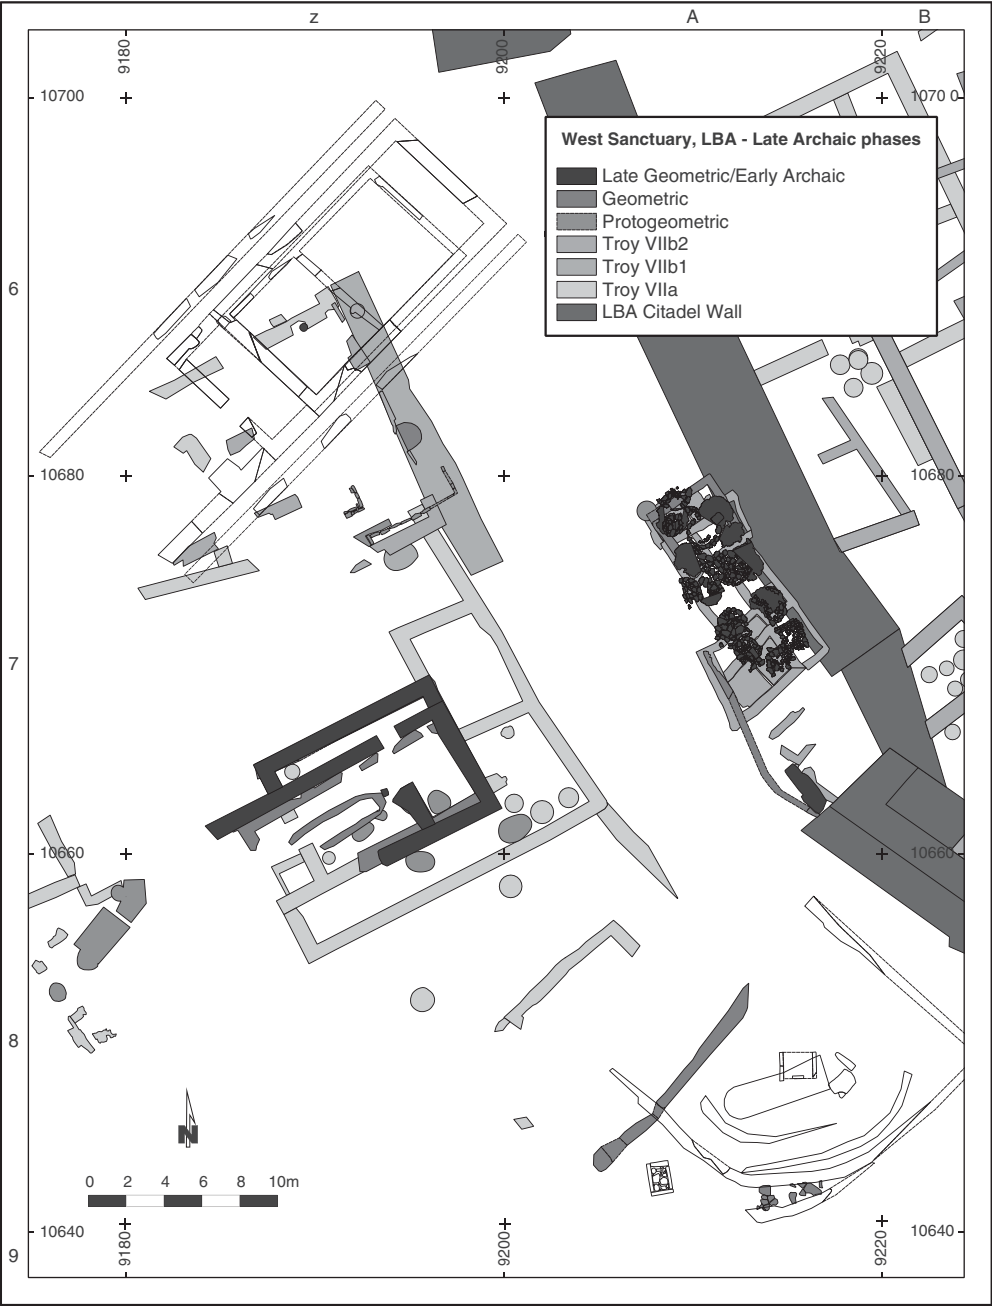 z A B
9180 9200 9220
10700 1070 0
West Sanctuary, LBA - Late Archaic phases
Late Geometric/Early Archaic
Geometric
Protogeometric
Troy VIIb2
Troy VIIb1
Troy VIIa
LBA Citadel Wall
6
10680 10680
7
10660 10660
8
N
0 2 4 6 8 10m
10640 10640
9
9180 9200 9220